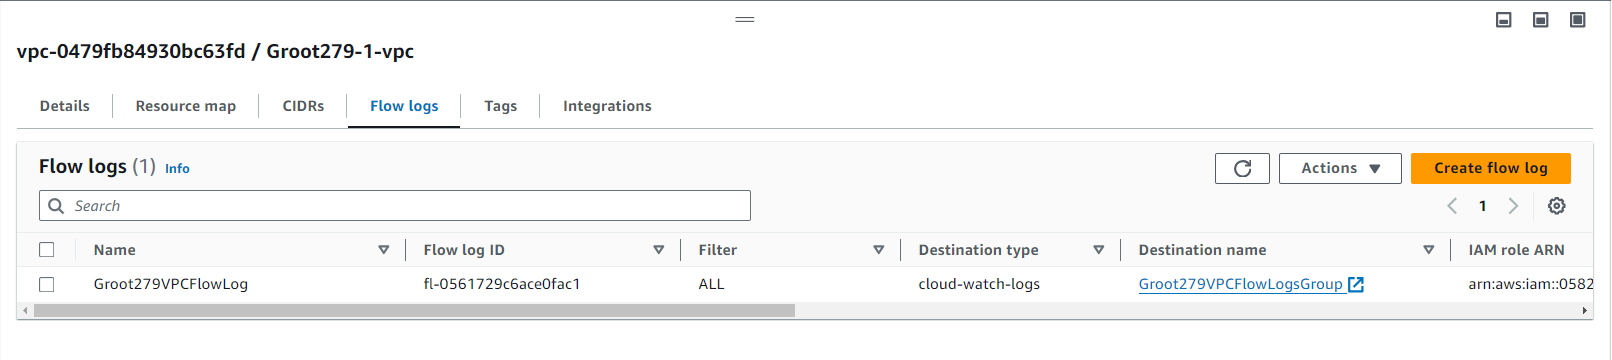 vpc-0479fb84930bc63fd / Groot279-1-vpc
Details Resource map CIDRs Flow logs Tags Integrations
Flow logs (1) Info Actions Create flow log
Search 1
Name Flow log ID Filter Destination type Destination name IAM role ARN
Groot279VPCFlowLog fl-0561729c6ace0fac1 ALL cloud-watch-logs Groot279VPCFlowLogsGroup arn:aws:iam::0582